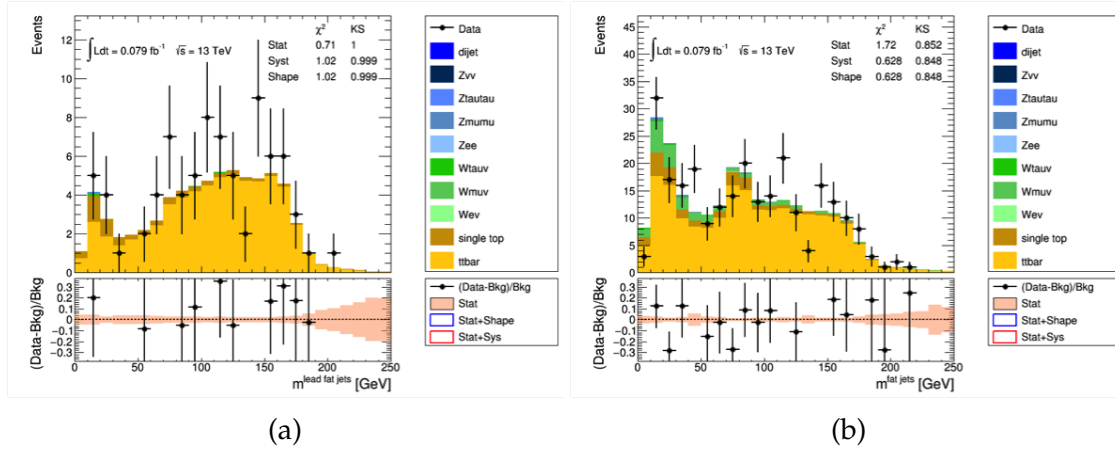 Events
∫Ldt = 0.079 fb⁻¹ √s = 13 TeV
χ² KS
Stat 0.71 1
Syst 1.02 0.999
Shape 1.02 0.999
12
10
8
6
4
2
0
Data
dijet
Zvv
Ztautau
Zmumu
Zee
Wtauv
Wmuv
Wev
single top
ttbar
(Data-Bkg)/Bkg
0.3
0.2
0.1
0
-0.1
-0.2
-0.3
0 50 100 150 200 250
m^lead fat jets [GeV]
(Data-Bkg)/Bkg
Stat
Stat+Shape
Stat+Sys
(a)
Events
∫Ldt = 0.079 fb⁻¹ √s = 13 TeV
χ² KS
Stat 1.72 0.852
Syst 0.628 0.848
Shape 0.628 0.848
45
40
35
30
25
20
15
10
5
0
Data
dijet
Zvv
Ztautau
Zmumu
Zee
Wtauv
Wmuv
Wev
single top
ttbar
(Data-Bkg)/Bkg
0.3
0.2
0.1
0
-0.1
-0.2
-0.3
0 50 100 150 200 250
m^fat jets [GeV]
(Data-Bkg)/Bkg
Stat
Stat+Shape
Stat+Sys
(b)